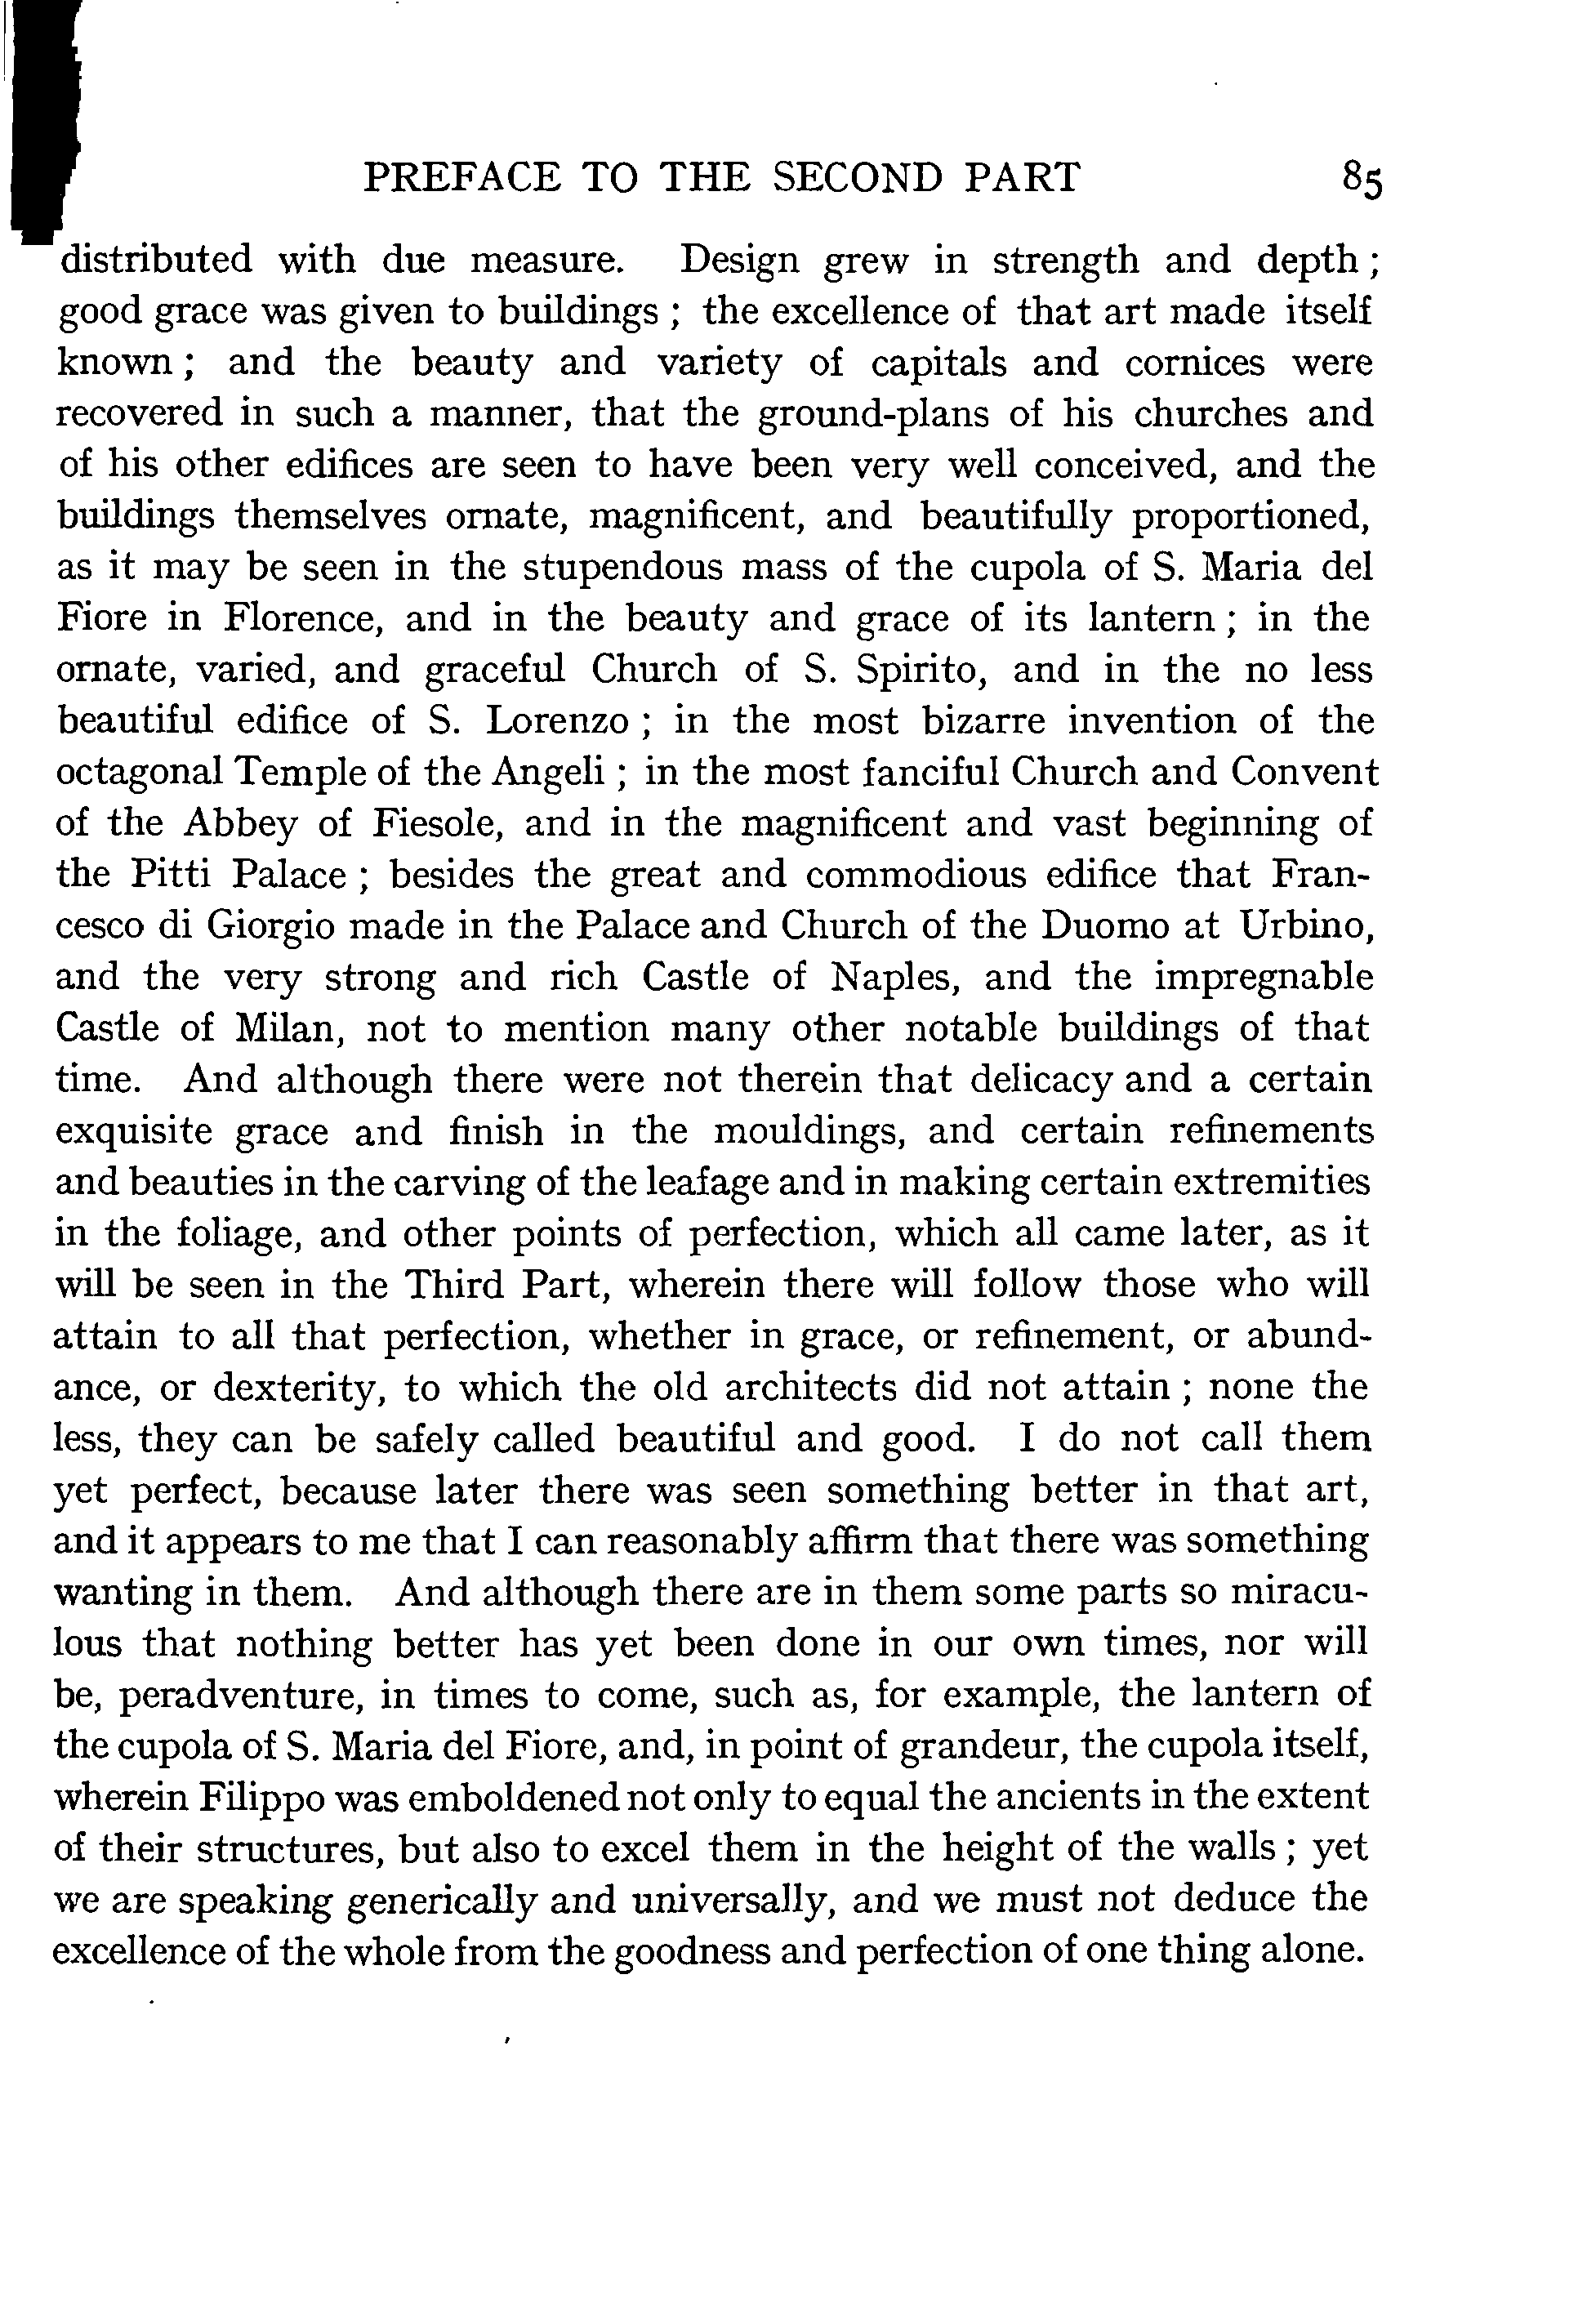 PREFACE TO THE SECOND PART 85
distributed with due measure. Design grew in strength and depth ;
good grace was given to buildings ; the excellence of that art made itself
known ; and the beauty and variety of capitals and cornices were
recovered in such a manner, that the ground-plans of his churches and
of his other edifices are seen to have been very well conceived, and the
buildings themselves ornate, magnificent, and beautifully proportioned,
as it may be seen in the stupendous mass of the cupola of S. Maria del
Fiore in Florence, and in the beauty and grace of its lantern ; in the
ornate, varied, and graceful Church of S. Spirito, and in the no less
beautiful edifice of S. Lorenzo ; in the most bizarre invention of the
octagonal Temple of the Angeli ; in the most fanciful Church and Convent
of the Abbey of Fiesole, and in the magnificent and vast beginning of
the Pitti Palace ; besides the great and commodious edifice that Fran-
cesco di Giorgio made in the Palace and Church of the Duomo at Urbino,
and the very strong and rich Castle of Naples, and the impregnable
Castle of Milan, not to mention many other notable buildings of that
time. And although there were not therein that delicacy and a certain
exquisite grace and finish in the mouldings, and certain refinements
and beauties in the carving of the leafage and in making certain extremities
in the foliage, and other points of perfection, which all came later, as it
will be seen in the Third Part, wherein there will follow those who will
attain to all that perfection, whether in grace, or refinement, or abund-
ance, or dexterity, to which the old architects did not attain ; none the
less, they can be safely called beautiful and good. I do not call them
yet perfect, because later there was seen something better in that art,
and it appears to me that I can reasonably affirm that there was something
wanting in them. And although there are in them some parts so miracu-
lous that nothing better has yet been done in our own times, nor will
be, peradventure, in times to come, such as, for example, the lantern of
the cupola of S. Maria del Fiore, and, in point of grandeur, the cupola itself,
wherein Filippo was emboldened not only to equal the ancients in the extent
of their structures, but also to excel them in the height of the walls ; yet
we are speaking generically and universally, and we must not deduce the
excellence of the whole from the goodness and perfection of one thing alone.